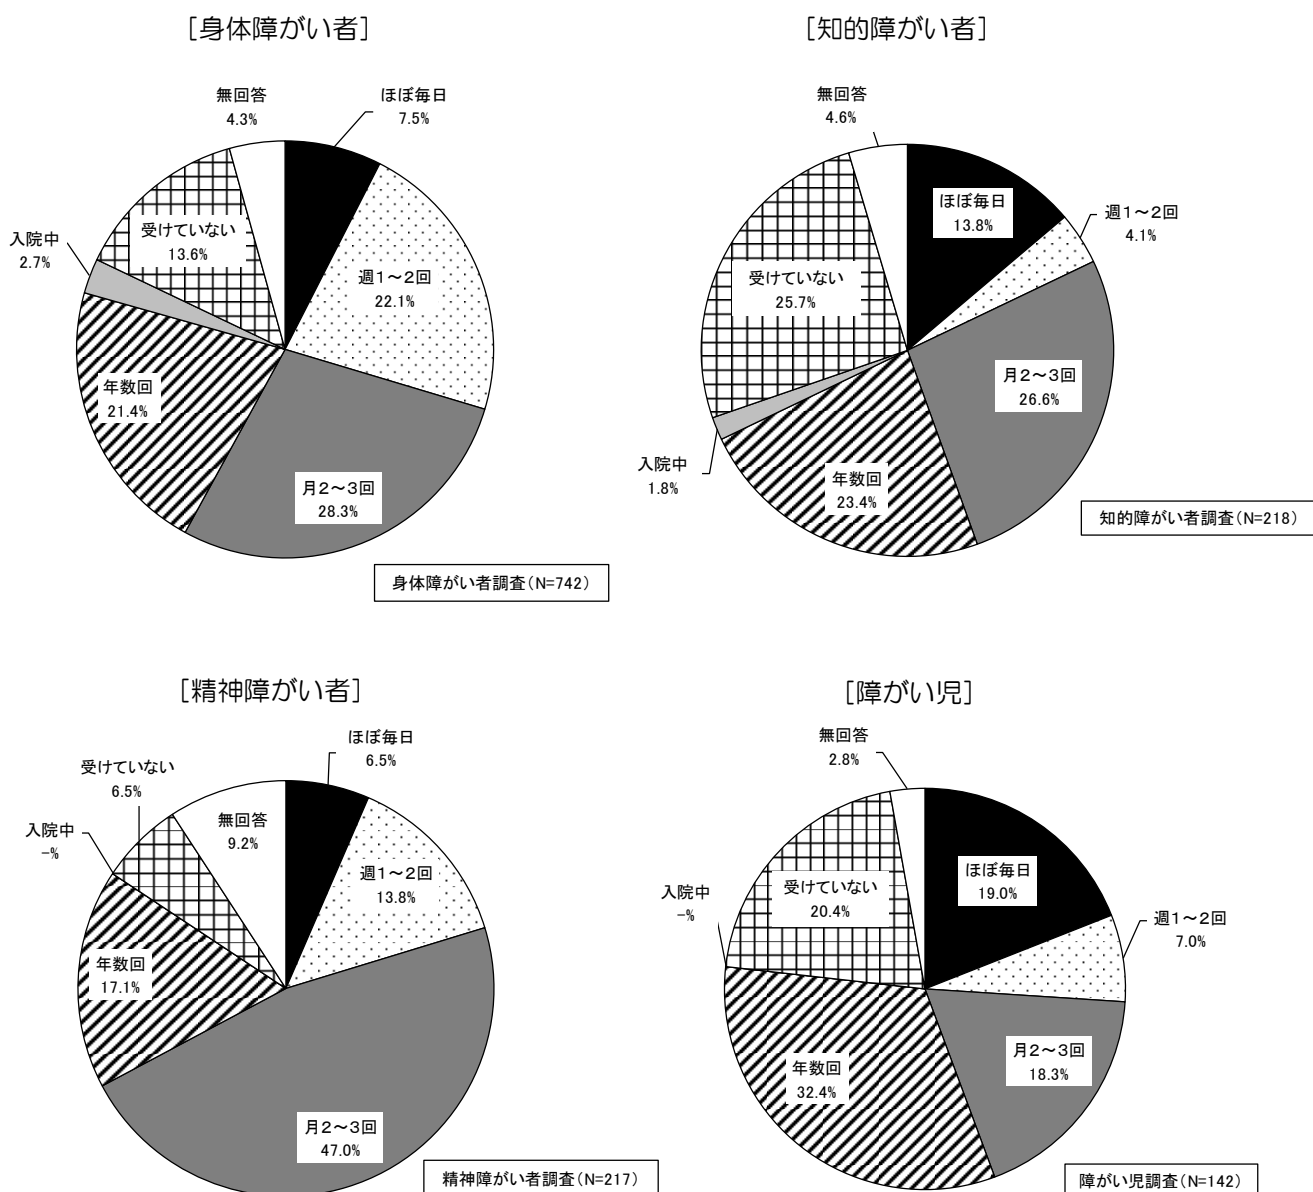 ［身体障がい者］
無回答
4.3%
ほぼ毎日
7.5%
週1～2回
22.1%
月2～3回
28.3%
年数回
21.4%
入院中
2.7%
受けていない
13.6%
身体障がい者調査（N=742）
［知的障がい者］
無回答
4.6%
ほぼ毎日
13.8%
週1～2回
4.1%
月2～3回
26.6%
年数回
23.4%
入院中
1.8%
受けていない
25.7%
知的障がい者調査（N=218）
［精神障がい者］
ほぼ毎日
6.5%
週1～2回
13.8%
月2～3回
47.0%
年数回
17.1%
入院中
-%
受けていない
6.5%
無回答
9.2%
精神障がい者調査（N=217）
［障がい児］
無回答
2.8%
ほぼ毎日
19.0%
週1～2回
7.0%
月2～3回
18.3%
年数回
32.4%
入院中
-%
受けていない
20.4%
障がい児調査（N=142）